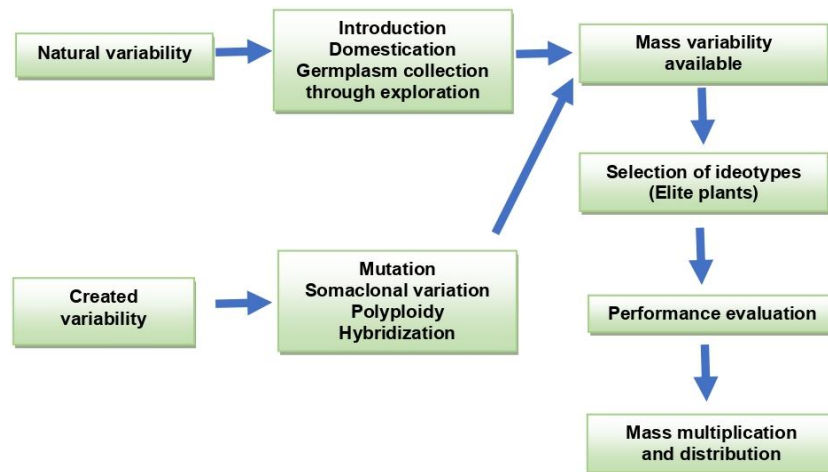 Natural variability
Introduction
Domestication
Germplasm collection
through exploration
Mass variability
available
Selection of ideotypes
(Elite plants)
Created
variability
Mutation
Somaclonal variation
Polyploidy
Hybridization
Performance evaluation
Mass multiplication
and distribution